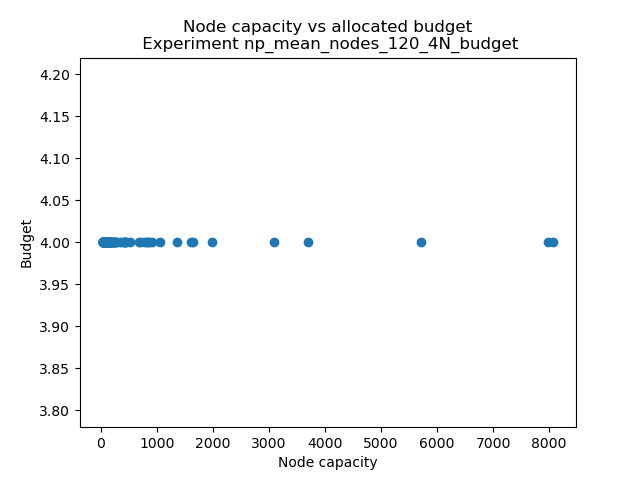 Node capacity vs allocated budget
Experiment np_mean_nodes_120_4N_budget
4.20
4.15
4.10
4.05
4.00
3.95
3.90
3.85
3.80
Budget
0 1000 2000 3000 4000 5000 6000 7000 8000
Node capacity